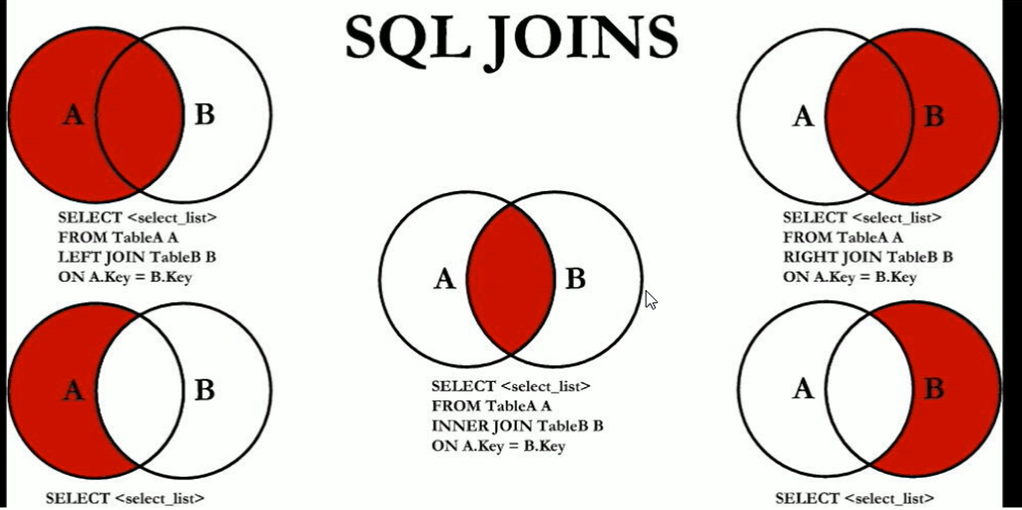 SQL JOINS
A B
SELECT <select_list>
FROM TableA A
LEFT JOIN TableB B
ON A.Key = B.Key
A B
SELECT <select_list>
FROM TableA A
RIGHT JOIN TableB B
ON A.Key = B.Key
A B
SELECT <select_list>
FROM TableA A
INNER JOIN TableB B
ON A.Key = B.Key
A B
SELECT <select_list>
A B
SELECT <select_list>